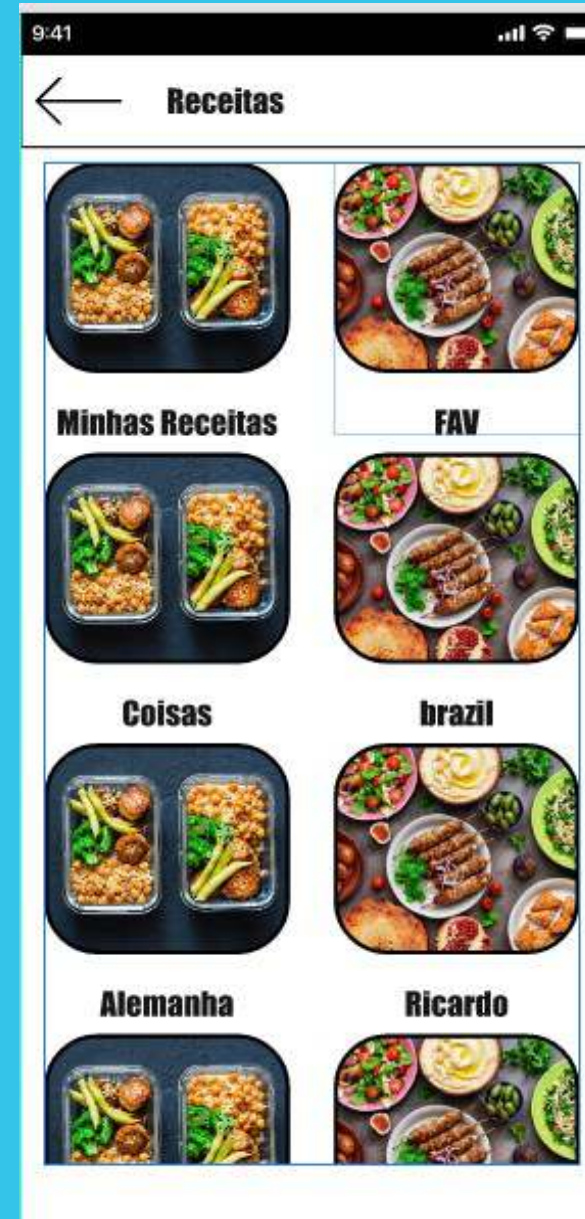 9:41
Receitas
Minhas Receitas
FAV
Coisas
brazil
Alemanha
Ricardo